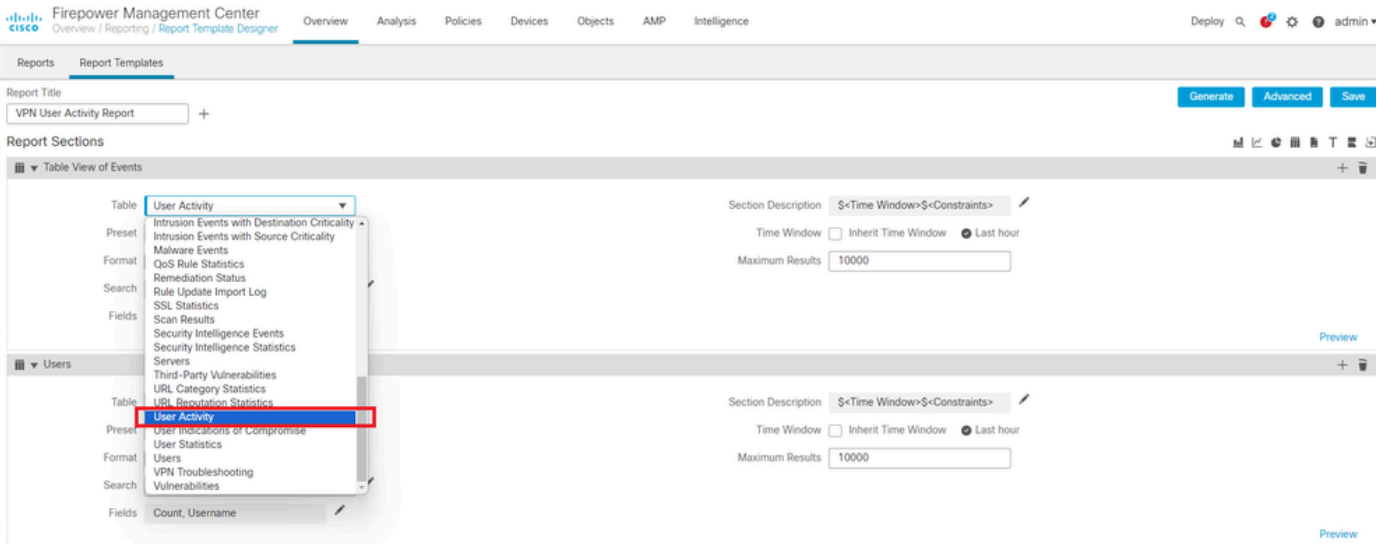 Firepower Management Center
CISCO Overview / Reporting / Report Template Designer
Overview Analysis Policies Devices Objects AMP Intelligence
Deploy admin
Reports Report Templates
Report Title
VPN User Activity Report
Generate Advanced Save
Report Sections
Table View of Events
Table User Activity
Section Description $<Time Window>$<Constraints>
Preset
Time Window Inherit Time Window Last hour
Format
Maximum Results 10000
Search
Fields
Intrusion Events with Destination Criticality
Intrusion Events with Source Criticality
Malware Events
QoS Rule Statistics
Remediation Status
Rule Update Import Log
SSL Statistics
Scan Results
Security Intelligence Events
Security Intelligence Statistics
Servers
Third-Party Vulnerabilities
URL Category Statistics
URL Reputation Statistics
User Activity
User Indications of Compromise
User Statistics
Users
VPN Troubleshooting
Vulnerabilities
Preview
Users
Table
Section Description $<Time Window>$<Constraints>
Preset
Time Window Inherit Time Window Last hour
Format
Maximum Results 10000
Search
Fields Count, Username
Preview